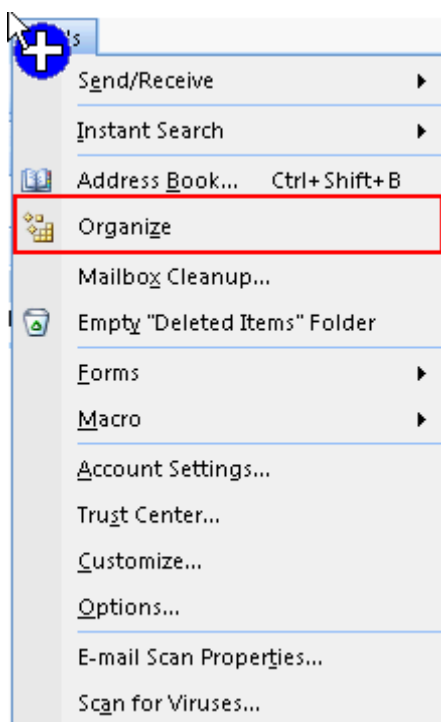 's
Send/Receive
Instant Search
Address Book... Ctrl+Shift+B
Organize
Mailbox Cleanup...
Empty "Deleted Items" Folder
Forms
Macro
Account Settings...
Trust Center...
Customize...
Options...
E-mail Scan Properties...
Scan for Viruses...